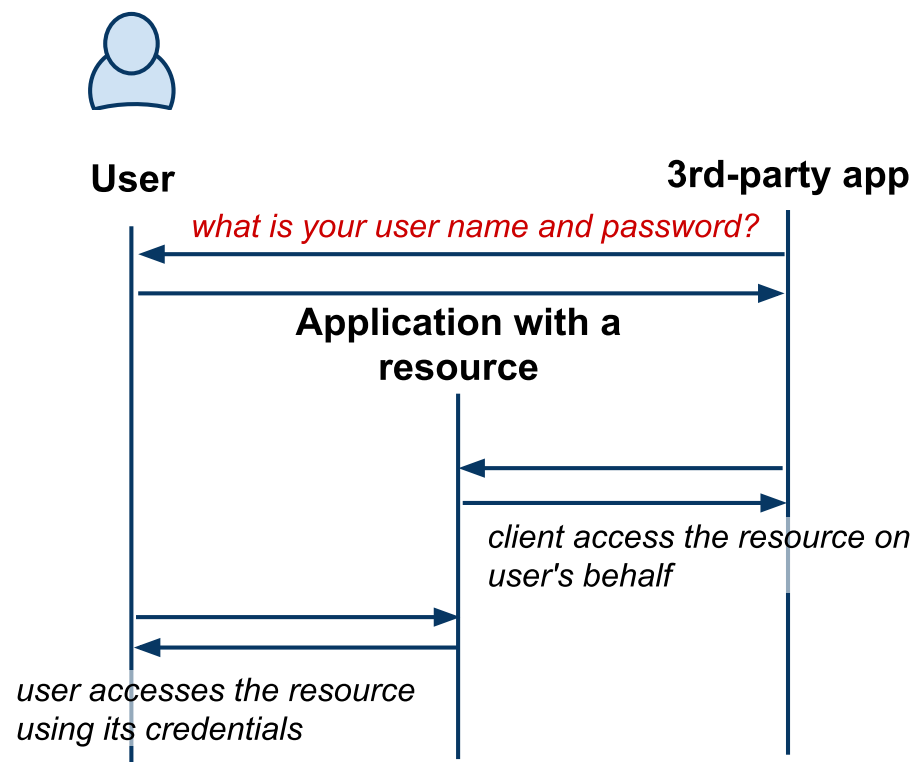 User
3rd-party app
what is your user name and password?
Application with a
resource
client access the resource on
user's behalf
user accesses the resource
using its credentials